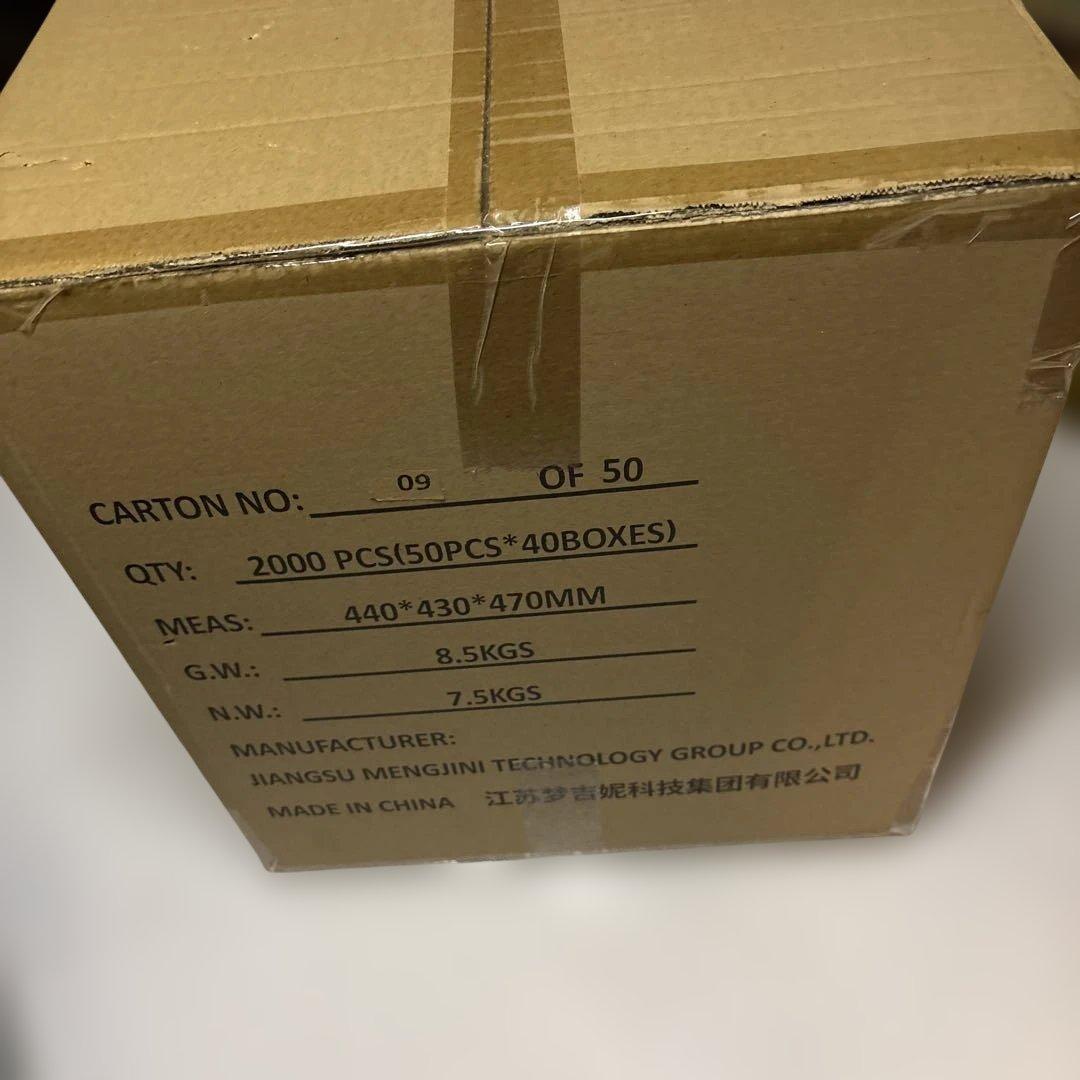 CARTON NO: 09 OF 50
QTY: 2000 PCS(50PCS*40BOXES)
MEAS: 440*430*470MM
G.W.: 8.5KGS
N.W.: 7.5KGS
MANUFACTURER:
JIANGSU MENGJINI TECHNOLOGY GROUP CO.,LTD.
MADE IN CHINA 江苏梦吉妮科技集团有限公司